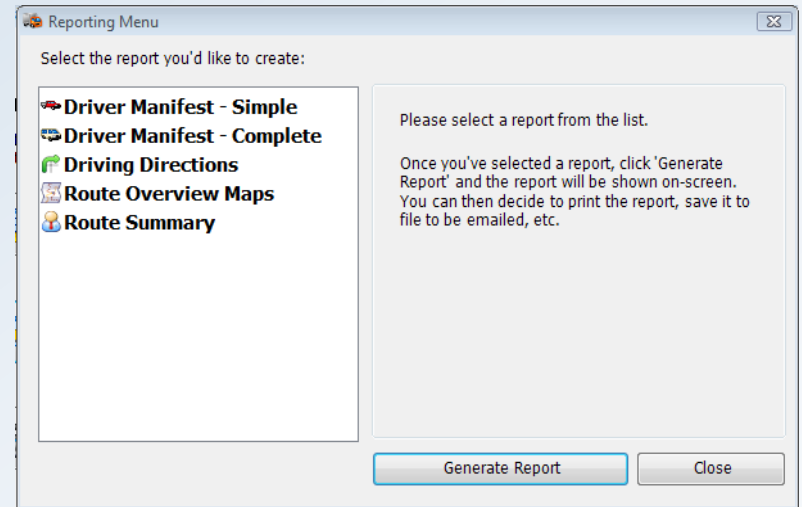 Reporting Menu
Select the report you'd like to create:
Driver Manifest - Simple
Driver Manifest - Complete
Driving Directions
Route Overview Maps
Route Summary
Please select a report from the list.
Once you've selected a report, click 'Generate
Report' and the report will be shown on-screen.
You can then decide to print the report, save it to
file to be emailed, etc.
Generate Report
Close